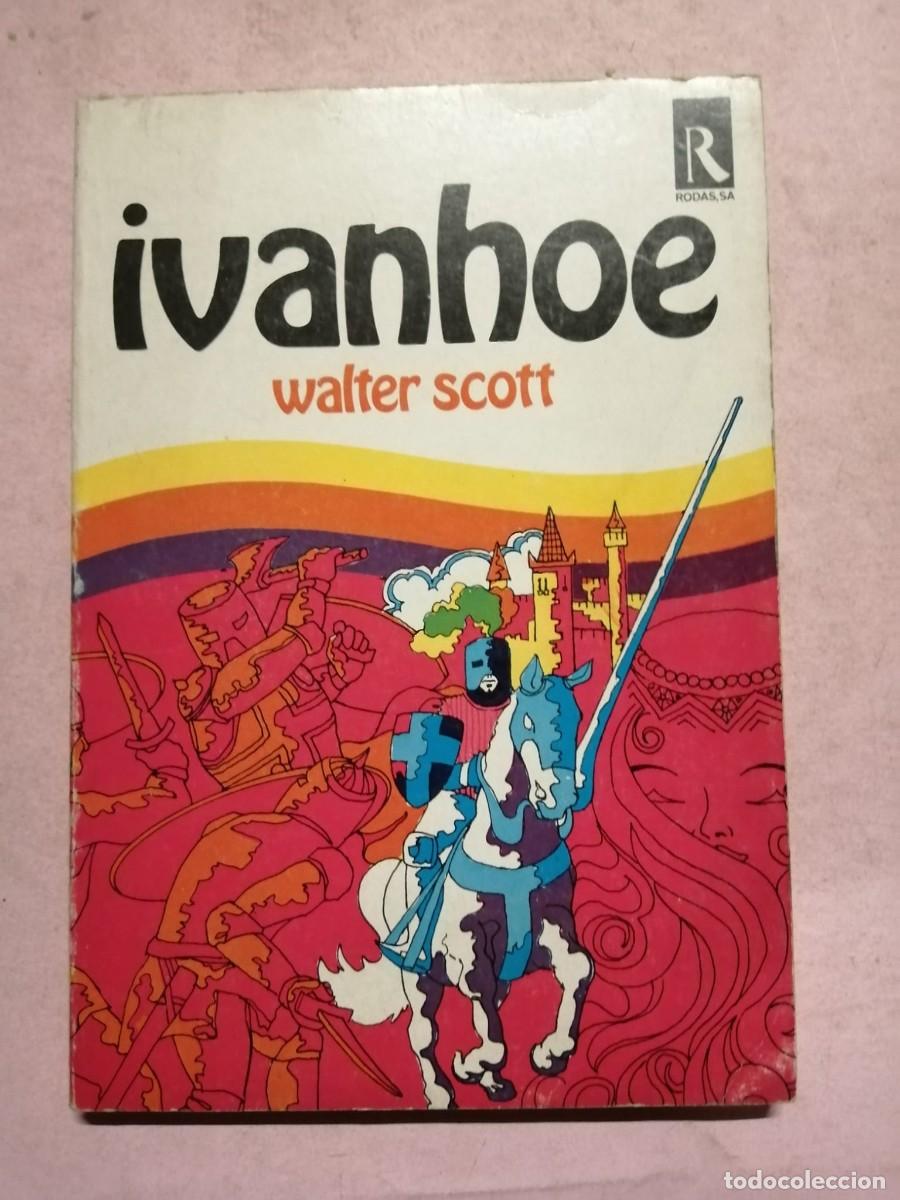 R
RODAS, SA
ivanhoe
walter scott
todocoleccion